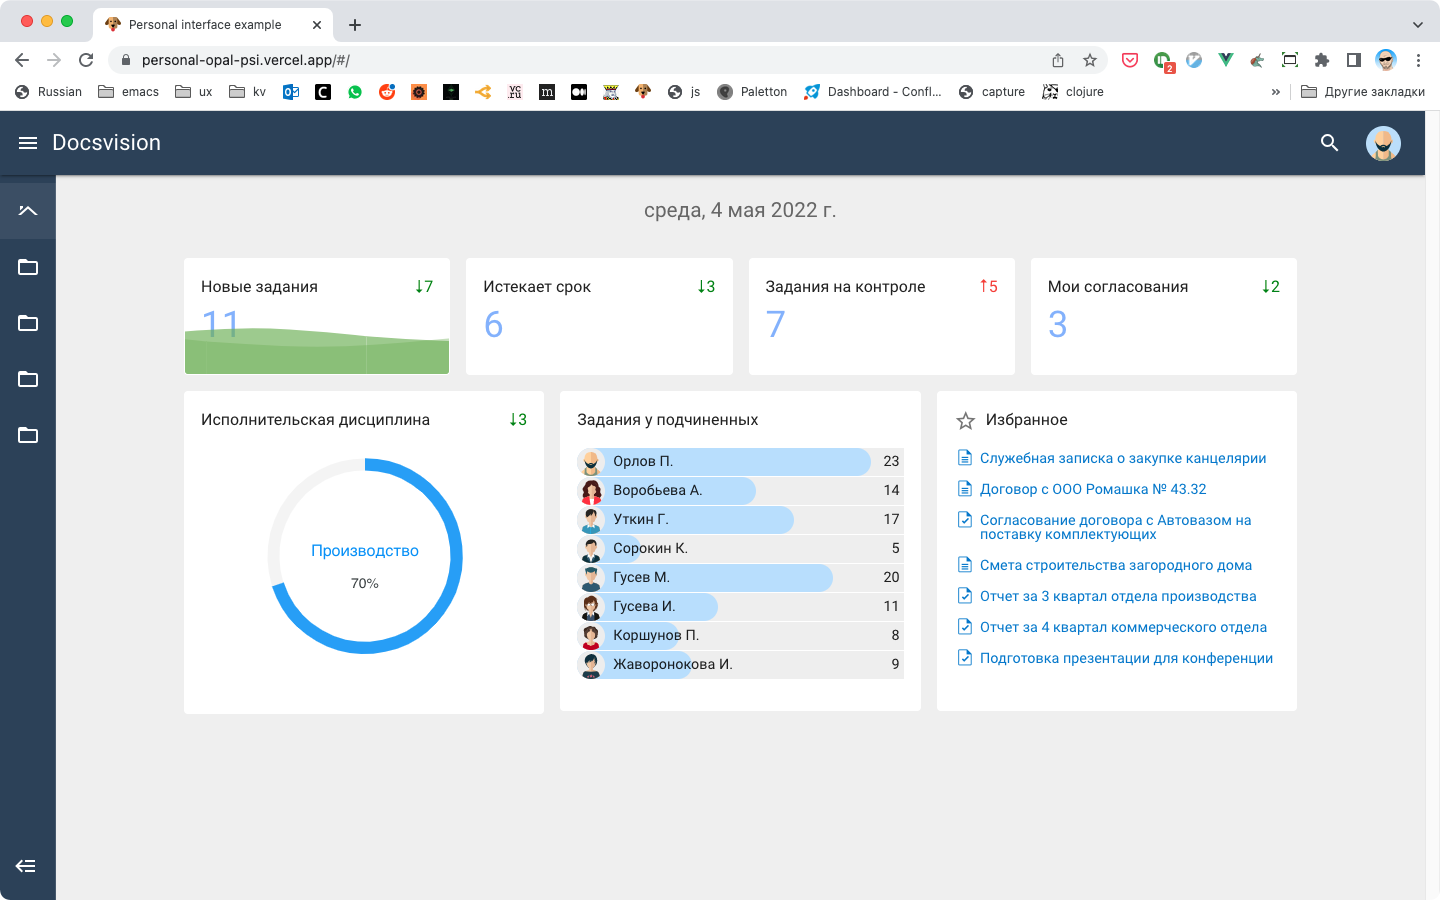 Personal interface example
personal-opal-psi.vercel.app/#/
2
Russian
emacs
ux
kv
vc.ru
m
js
Paletton
Dashboard - Confl...
capture
clojure
»
Другие закладки
Docsvision
среда, 4 мая 2022 г.
Новые задания ↓7
11
Истекает срок ↓3
6
Задания на контроле ↑5
7
Мои согласования ↓2
3
Исполнительская дисциплина ↓3
Производство
70%
Задания у подчиненных
Орлов П. 23
Воробьева А. 14
Уткин Г. 17
Сорокин К. 5
Гусев М. 20
Гусева И. 11
Коршунов П. 8
Жаворонокова И. 9
Избранное
Служебная записка о закупке канцелярии
Договор с ООО Ромашка № 43.32
Согласование договора с Автовазом на
поставку комплектующих
Смета строительства загородного дома
Отчет за 3 квартал отдела производства
Отчет за 4 квартал коммерческого отдела
Подготовка презентации для конференции